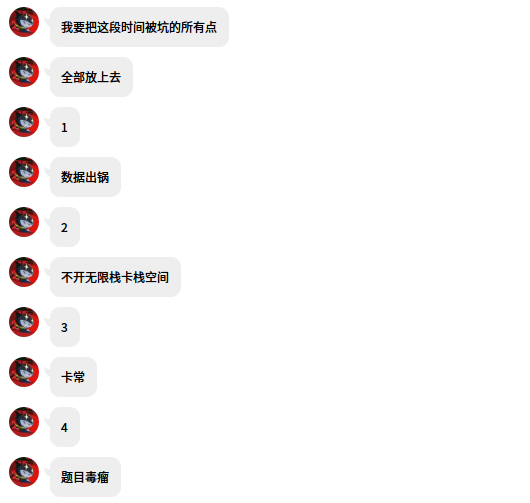 我要把这段时间被坑的所有点
全部放上去
1
数据出锅
2
不开无限栈卡栈空间
3
卡常
4
题目毒瘤